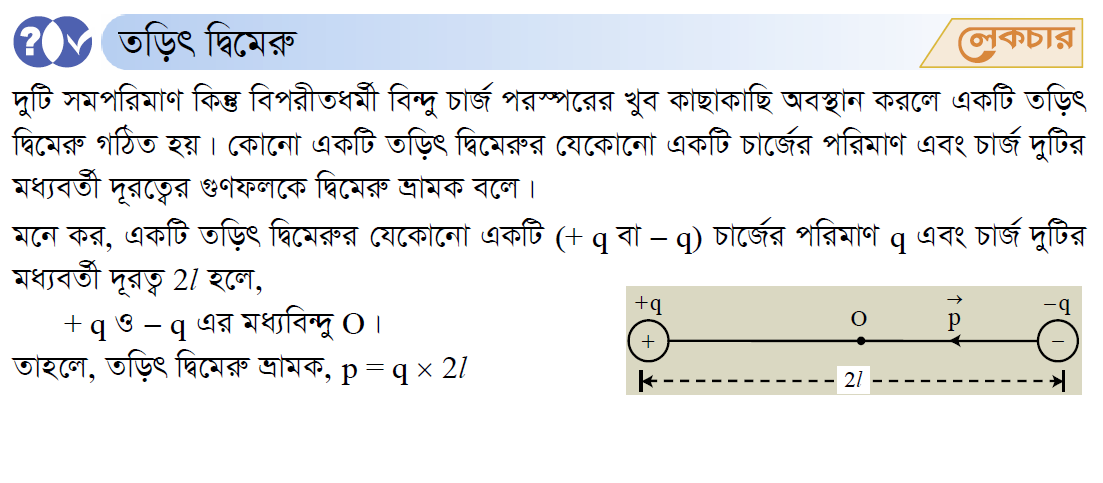 তড়িৎ দ্বিমেরু
লেকচার
দুটি সমপরিমাণ কিন্তু বিপরীতধর্মী বিন্দু চার্জ পরস্পরের খুব কাছাকাছি অবস্থান করলে একটি তড়িৎ
দ্বিমেরু গঠিত হয়। কোনো একটি তড়িৎ দ্বিমেরুর যেকোনো একটি চার্জের পরিমাণ এবং চার্জ দুটির
মধ্যবর্তী দূরত্বের গুণফলকে দ্বিমেরু ভ্রামক বলে।
মনে কর, একটি তড়িৎ দ্বিমেরুর যেকোনো একটি (+ q বা – q) চার্জের পরিমাণ q এবং চার্জ দুটির
মধ্যবর্তী দূরত্ব 2l হলে,
+ q ও – q এর মধ্যবিন্দু O।
তাহলে, তড়িৎ দ্বিমেরু ভ্রামক, p = q × 2l
+q O p⃗ –q
+ –
2l